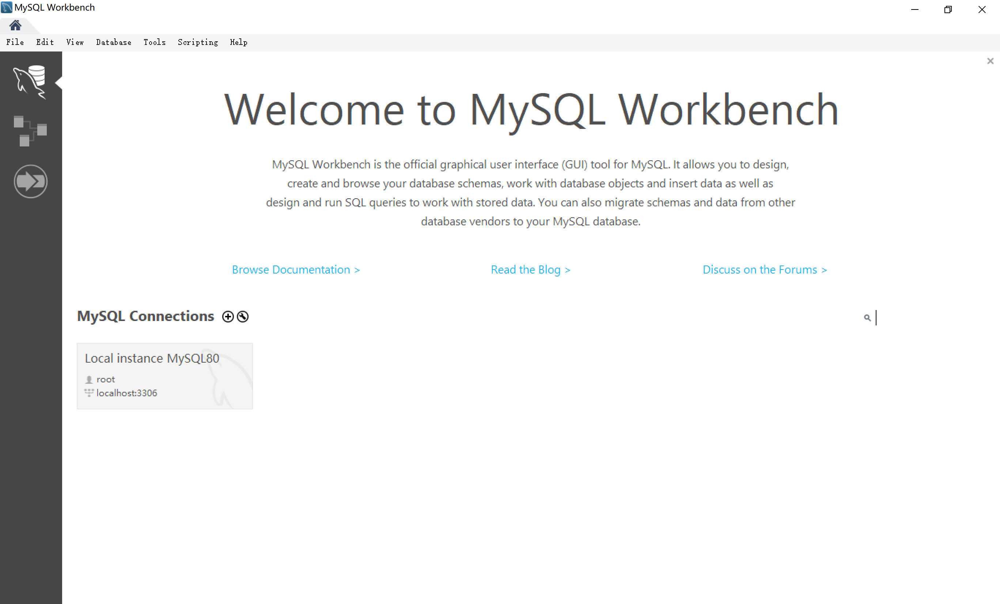 MySQL Workbench
File Edit View Database Tools Scripting Help
Welcome to MySQL Workbench
MySQL Workbench is the official graphical user interface (GUI) tool for MySQL. It allows you to design,
create and browse your database schemas, work with database objects and insert data as well as
design and run SQL queries to work with stored data. You can also migrate schemas and data from other
database vendors to your MySQL database.
Browse Documentation > Read the Blog > Discuss on the Forums >
MySQL Connections
Local instance MySQL80
root
localhost:3306